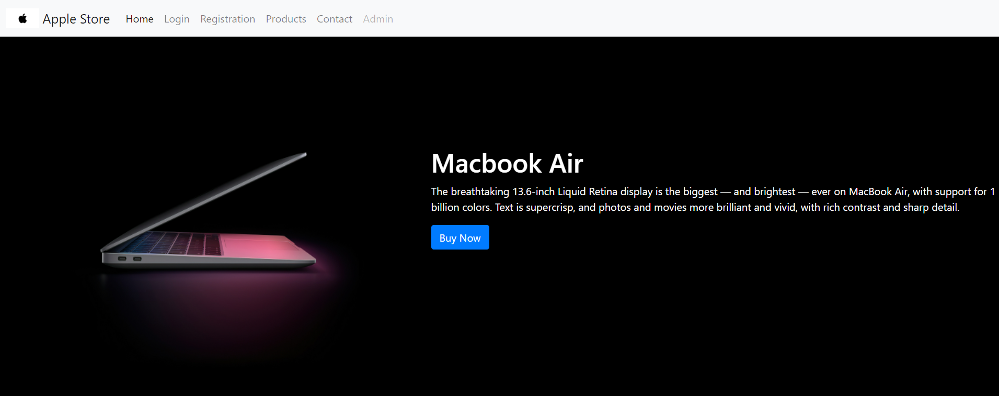 Apple Store Home Login Registration Products Contact Admin
Macbook Air
The breathtaking 13.6-inch Liquid Retina display is the biggest — and brightest — ever on MacBook Air, with support for 1
billion colors. Text is supercrisp, and photos and movies more brilliant and vivid, with rich contrast and sharp detail.
Buy Now